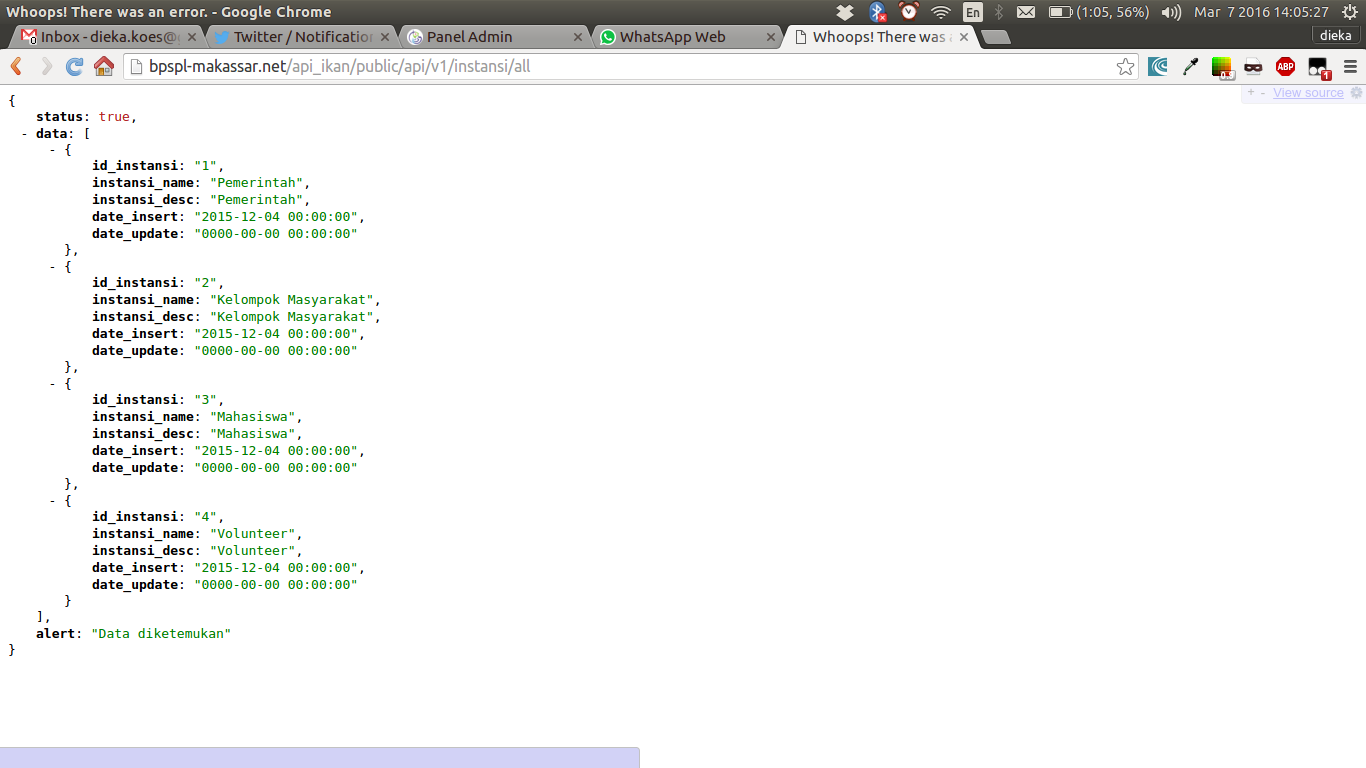 Whoops! There was an error. - Google Chrome
En
(1:05, 56%)
Mar 7 2016 14:05:27
Inbox - dieka.koes@g
Twitter / Notification
Panel Admin
WhatsApp Web
Whoops! There was a
dieka
bpspl-makassar.net/api_ikan/public/api/v1/instansi/all
0.9
ABP
1
+ - View source
{
status: true,
- data: [
- {
id_instansi: "1",
instansi_name: "Pemerintah",
instansi_desc: "Pemerintah",
date_insert: "2015-12-04 00:00:00",
date_update: "0000-00-00 00:00:00"
},
- {
id_instansi: "2",
instansi_name: "Kelompok Masyarakat",
instansi_desc: "Kelompok Masyarakat",
date_insert: "2015-12-04 00:00:00",
date_update: "0000-00-00 00:00:00"
},
- {
id_instansi: "3",
instansi_name: "Mahasiswa",
instansi_desc: "Mahasiswa",
date_insert: "2015-12-04 00:00:00",
date_update: "0000-00-00 00:00:00"
},
- {
id_instansi: "4",
instansi_name: "Volunteer",
instansi_desc: "Volunteer",
date_insert: "2015-12-04 00:00:00",
date_update: "0000-00-00 00:00:00"
}
],
alert: "Data diketemukan"
}